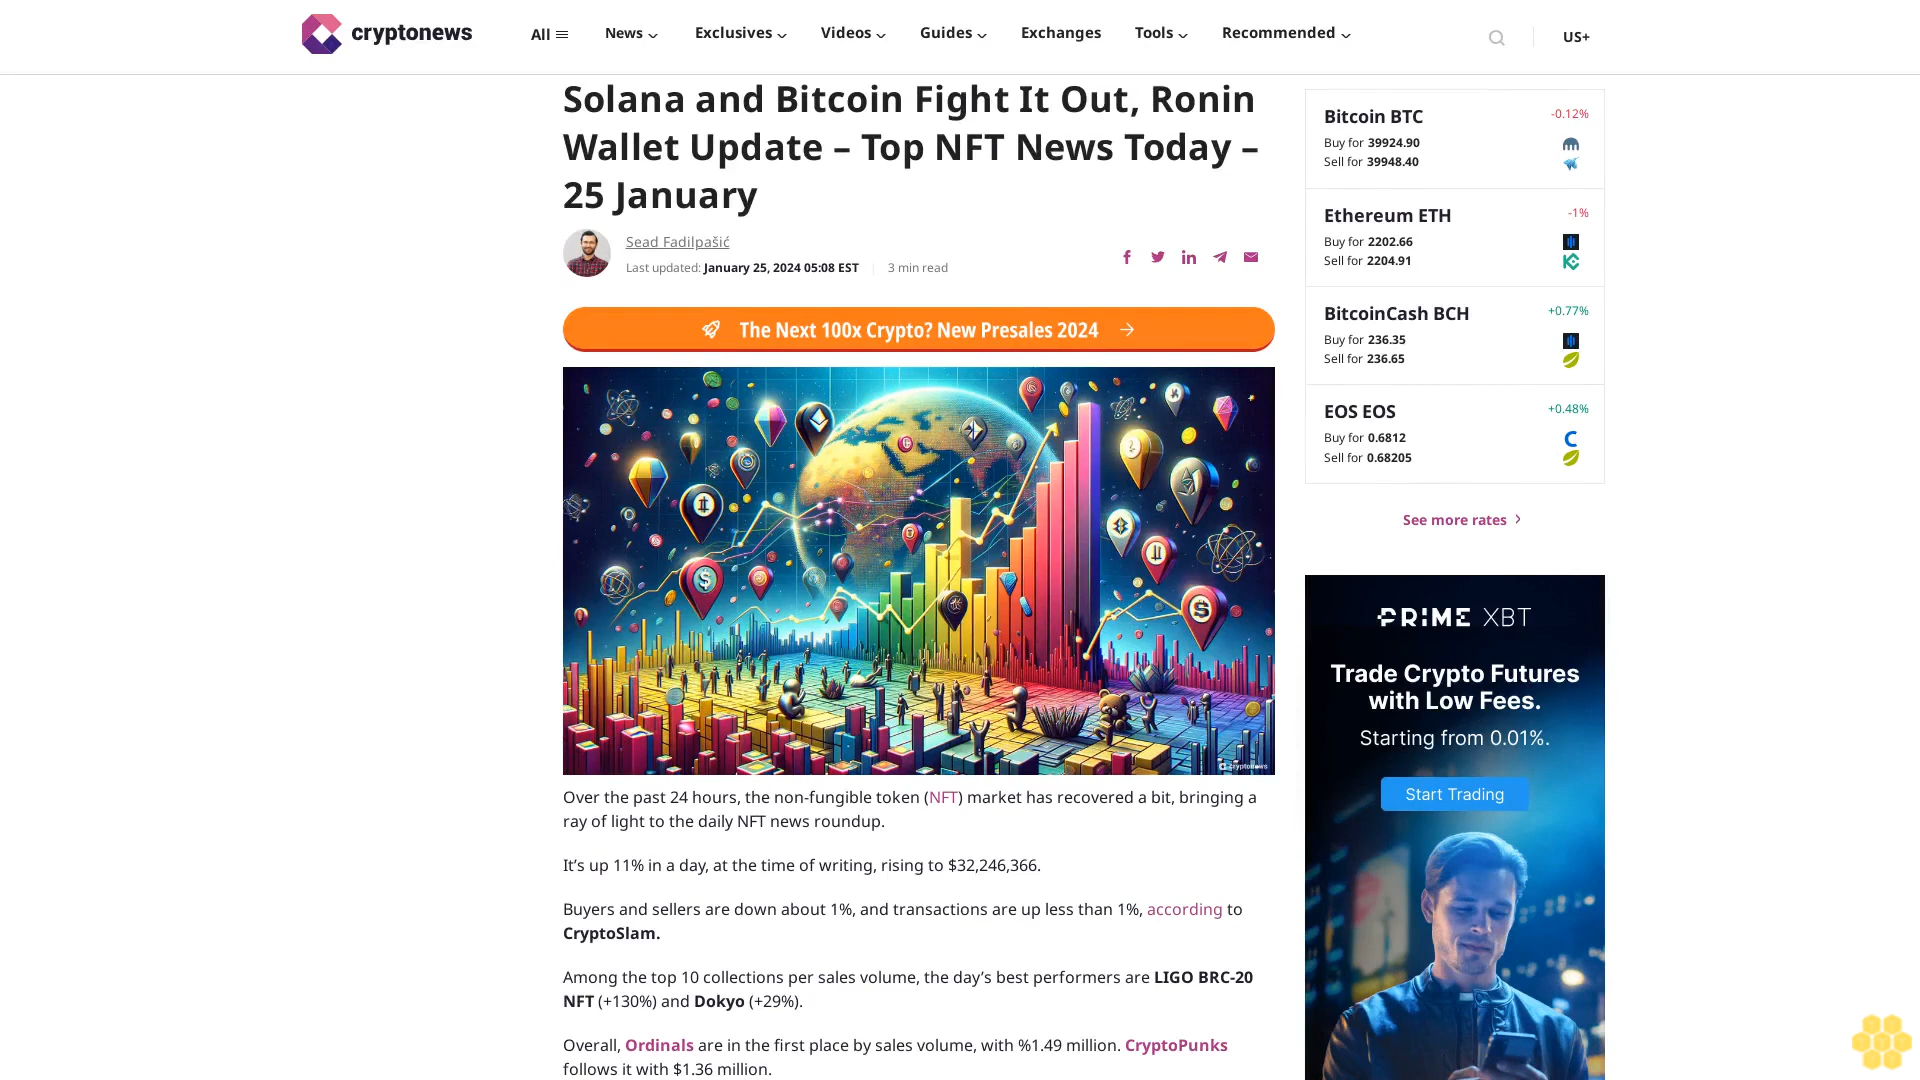 cryptonews
All
News
Exclusives
Videos
Guides
Exchanges
Tools
Recommended
US+
Solana and Bitcoin Fight It Out, Ronin
Wallet Update – Top NFT News Today –
25 January
Sead Fadilpašić
Last updated: January 25, 2024 05:08 EST
3 min read
The Next 100x Crypto? New Presales 2024
cryptonews
Over the past 24 hours, the non-fungible token (NFT) market has recovered a bit, bringing a
ray of light to the daily NFT news roundup.
It’s up 11% in a day, at the time of writing, rising to $32,246,366.
Buyers and sellers are down about 1%, and transactions are up less than 1%, according to
CryptoSlam.
Among the top 10 collections per sales volume, the day’s best performers are LIGO BRC-20
NFT (+130%) and Dokyo (+29%).
Overall, Ordinals are in the first place by sales volume, with %1.49 million. CryptoPunks
follows it with $1.36 million.
Bitcoin BTC
-0.12%
Buy for 39924.90
Sell for 39948.40
Ethereum ETH
-1%
Buy for 2202.66
Sell for 2204.91
BitcoinCash BCH
+0.77%
Buy for 236.35
Sell for 236.65
EOS EOS
+0.48%
Buy for 0.6812
Sell for 0.68205
See more rates
PRIME XBT
Trade Crypto Futures
with Low Fees.
Starting from 0.01%.
Start Trading